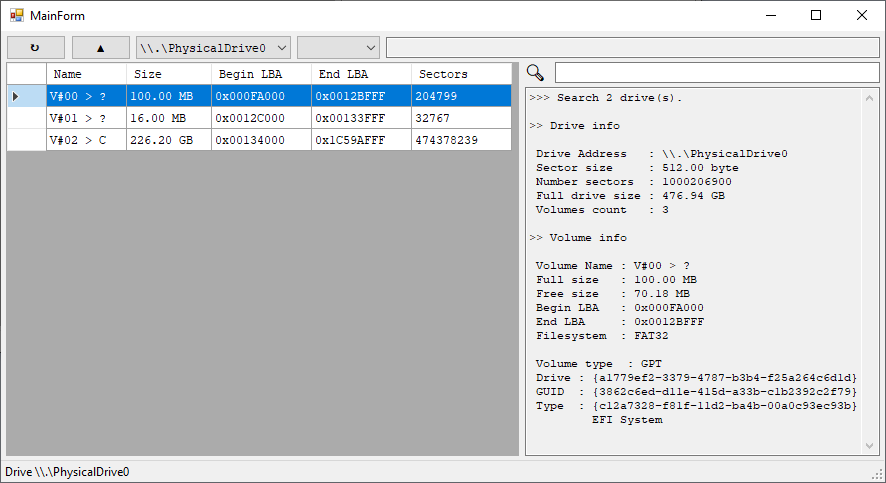 MainForm
↻ ▲ \\.\PhysicalDrive0
Name Size Begin LBA End LBA Sectors
V#00 > ? 100.00 MB 0x000FA000 0x0012BFFF 204799
V#01 > ? 16.00 MB 0x0012C000 0x00133FFF 32767
V#02 > C 226.20 GB 0x00134000 0x1C59AFFF 474378239
>>> Search 2 drive(s).
>> Drive info
Drive Address : \\.\PhysicalDrive0
Sector size : 512.00 byte
Number sectors : 1000206900
Full drive size : 476.94 GB
Volumes count : 3
>> Volume info
Volume Name : V#00 > ?
Full size : 100.00 MB
Free size : 70.18 MB
Begin LBA : 0x000FA000
End LBA : 0x0012BFFF
Filesystem : FAT32
Volume type : GPT
Drive : {a1779ef2-3379-4787-b3b4-f25a264c6d1d}
GUID : {3862c6ed-d11e-415d-a33b-c1b2392c2f79}
Type : {c12a7328-f81f-11d2-ba4b-00a0c93ec93b}
EFI System
Drive \\.\PhysicalDrive0